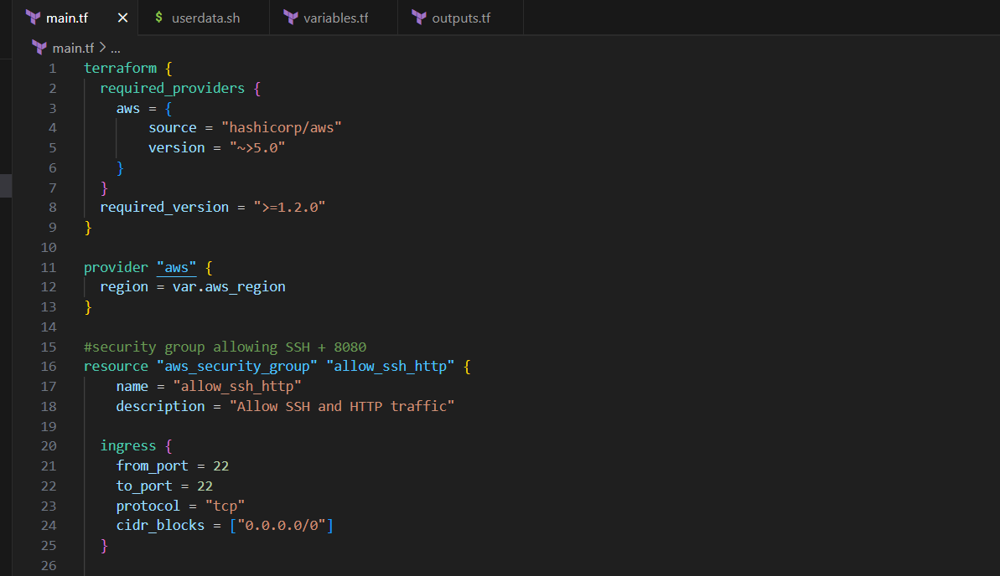 main.tf × $ userdata.sh variables.tf outputs.tf
main.tf > ...
1 terraform {
2   required_providers {
3     aws = {
4         source = "hashicorp/aws"
5         version = "~>5.0"
6     }
7   }
8   required_version = ">=1.2.0"
9 }
10
11 provider "aws" {
12   region = var.aws_region
13 }
14
15 #security group allowing SSH + 8080
16 resource "aws_security_group" "allow_ssh_http" {
17     name = "allow_ssh_http"
18     description = "Allow SSH and HTTP traffic"
19
20   ingress {
21     from_port = 22
22     to_port = 22
23     protocol = "tcp"
24     cidr_blocks = ["0.0.0.0/0"]
25   }
26